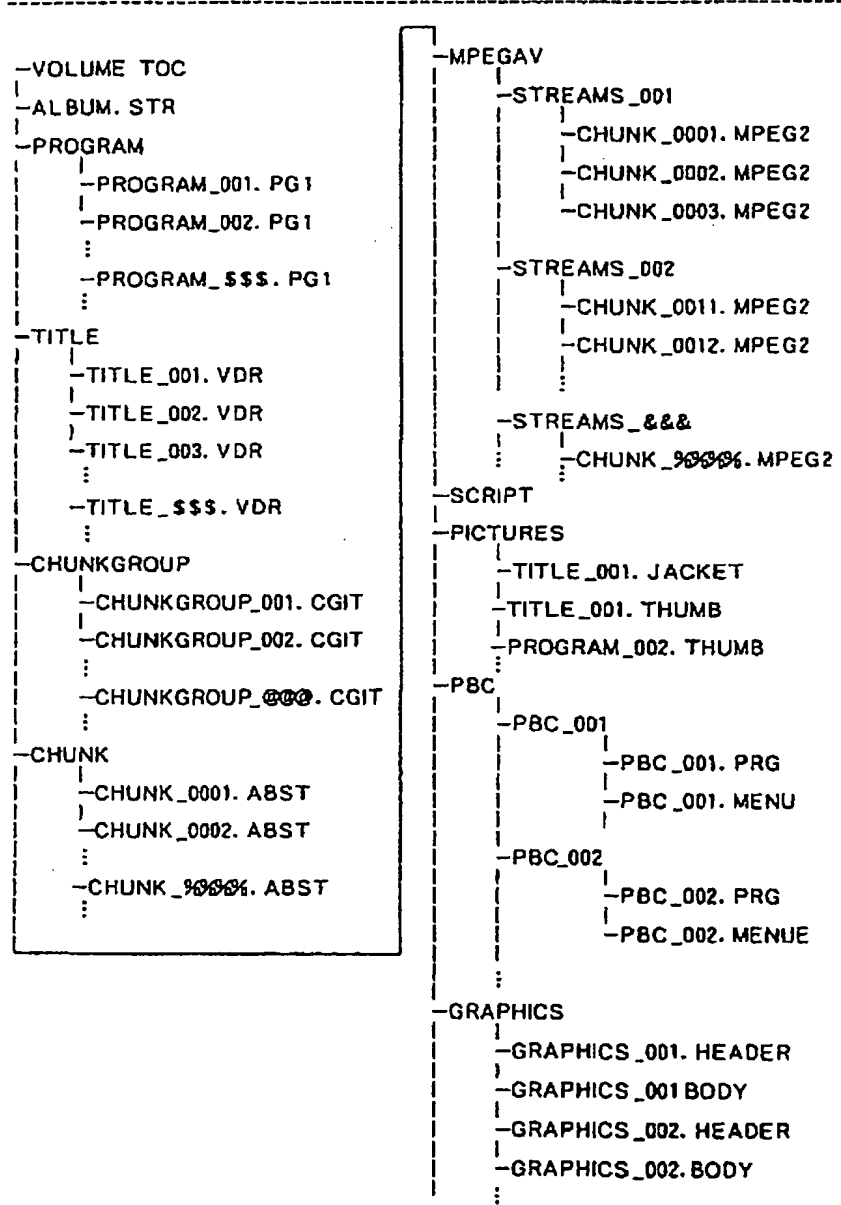 VOLUME TOC
ALBUM. STR
PROGRAM
PROGRAM_001. PG1
PROGRAM_002. PG1
PROGRAM_$$$. PG1
TITLE
TITLE_001. VDR
TITLE_002. VDR
TITLE_003. VDR
TITLE_$$$. VDR
CHUNKGROUP
CHUNKGROUP_001. CGIT
CHUNKGROUP_002. CGIT
CHUNKGROUP_@@@. CGIT
CHUNK
CHUNK_0001. ABST
CHUNK_0002. ABST
CHUNK_%%%%. ABST
MPEGAV
STREAMS_001
CHUNK_0001. MPEG2
CHUNK_0002. MPEG2
CHUNK_0003. MPEG2
STREAMS_002
CHUNK_0011. MPEG2
CHUNK_0012. MPEG2
STREAMS_&&&
CHUNK_%%%%. MPEG2
SCRIPT
PICTURES
TITLE_001. JACKET
TITLE_001. THUMB
PROGRAM_002. THUMB
PBC
PBC_001
PBC_001. PRG
PBC_001. MENU
PBC_002
PBC_002. PRG
PBC_002. MENUE
GRAPHICS
GRAPHICS_001. HEADER
GRAPHICS_001 BODY
GRAPHICS_002. HEADER
GRAPHICS_002. BODY